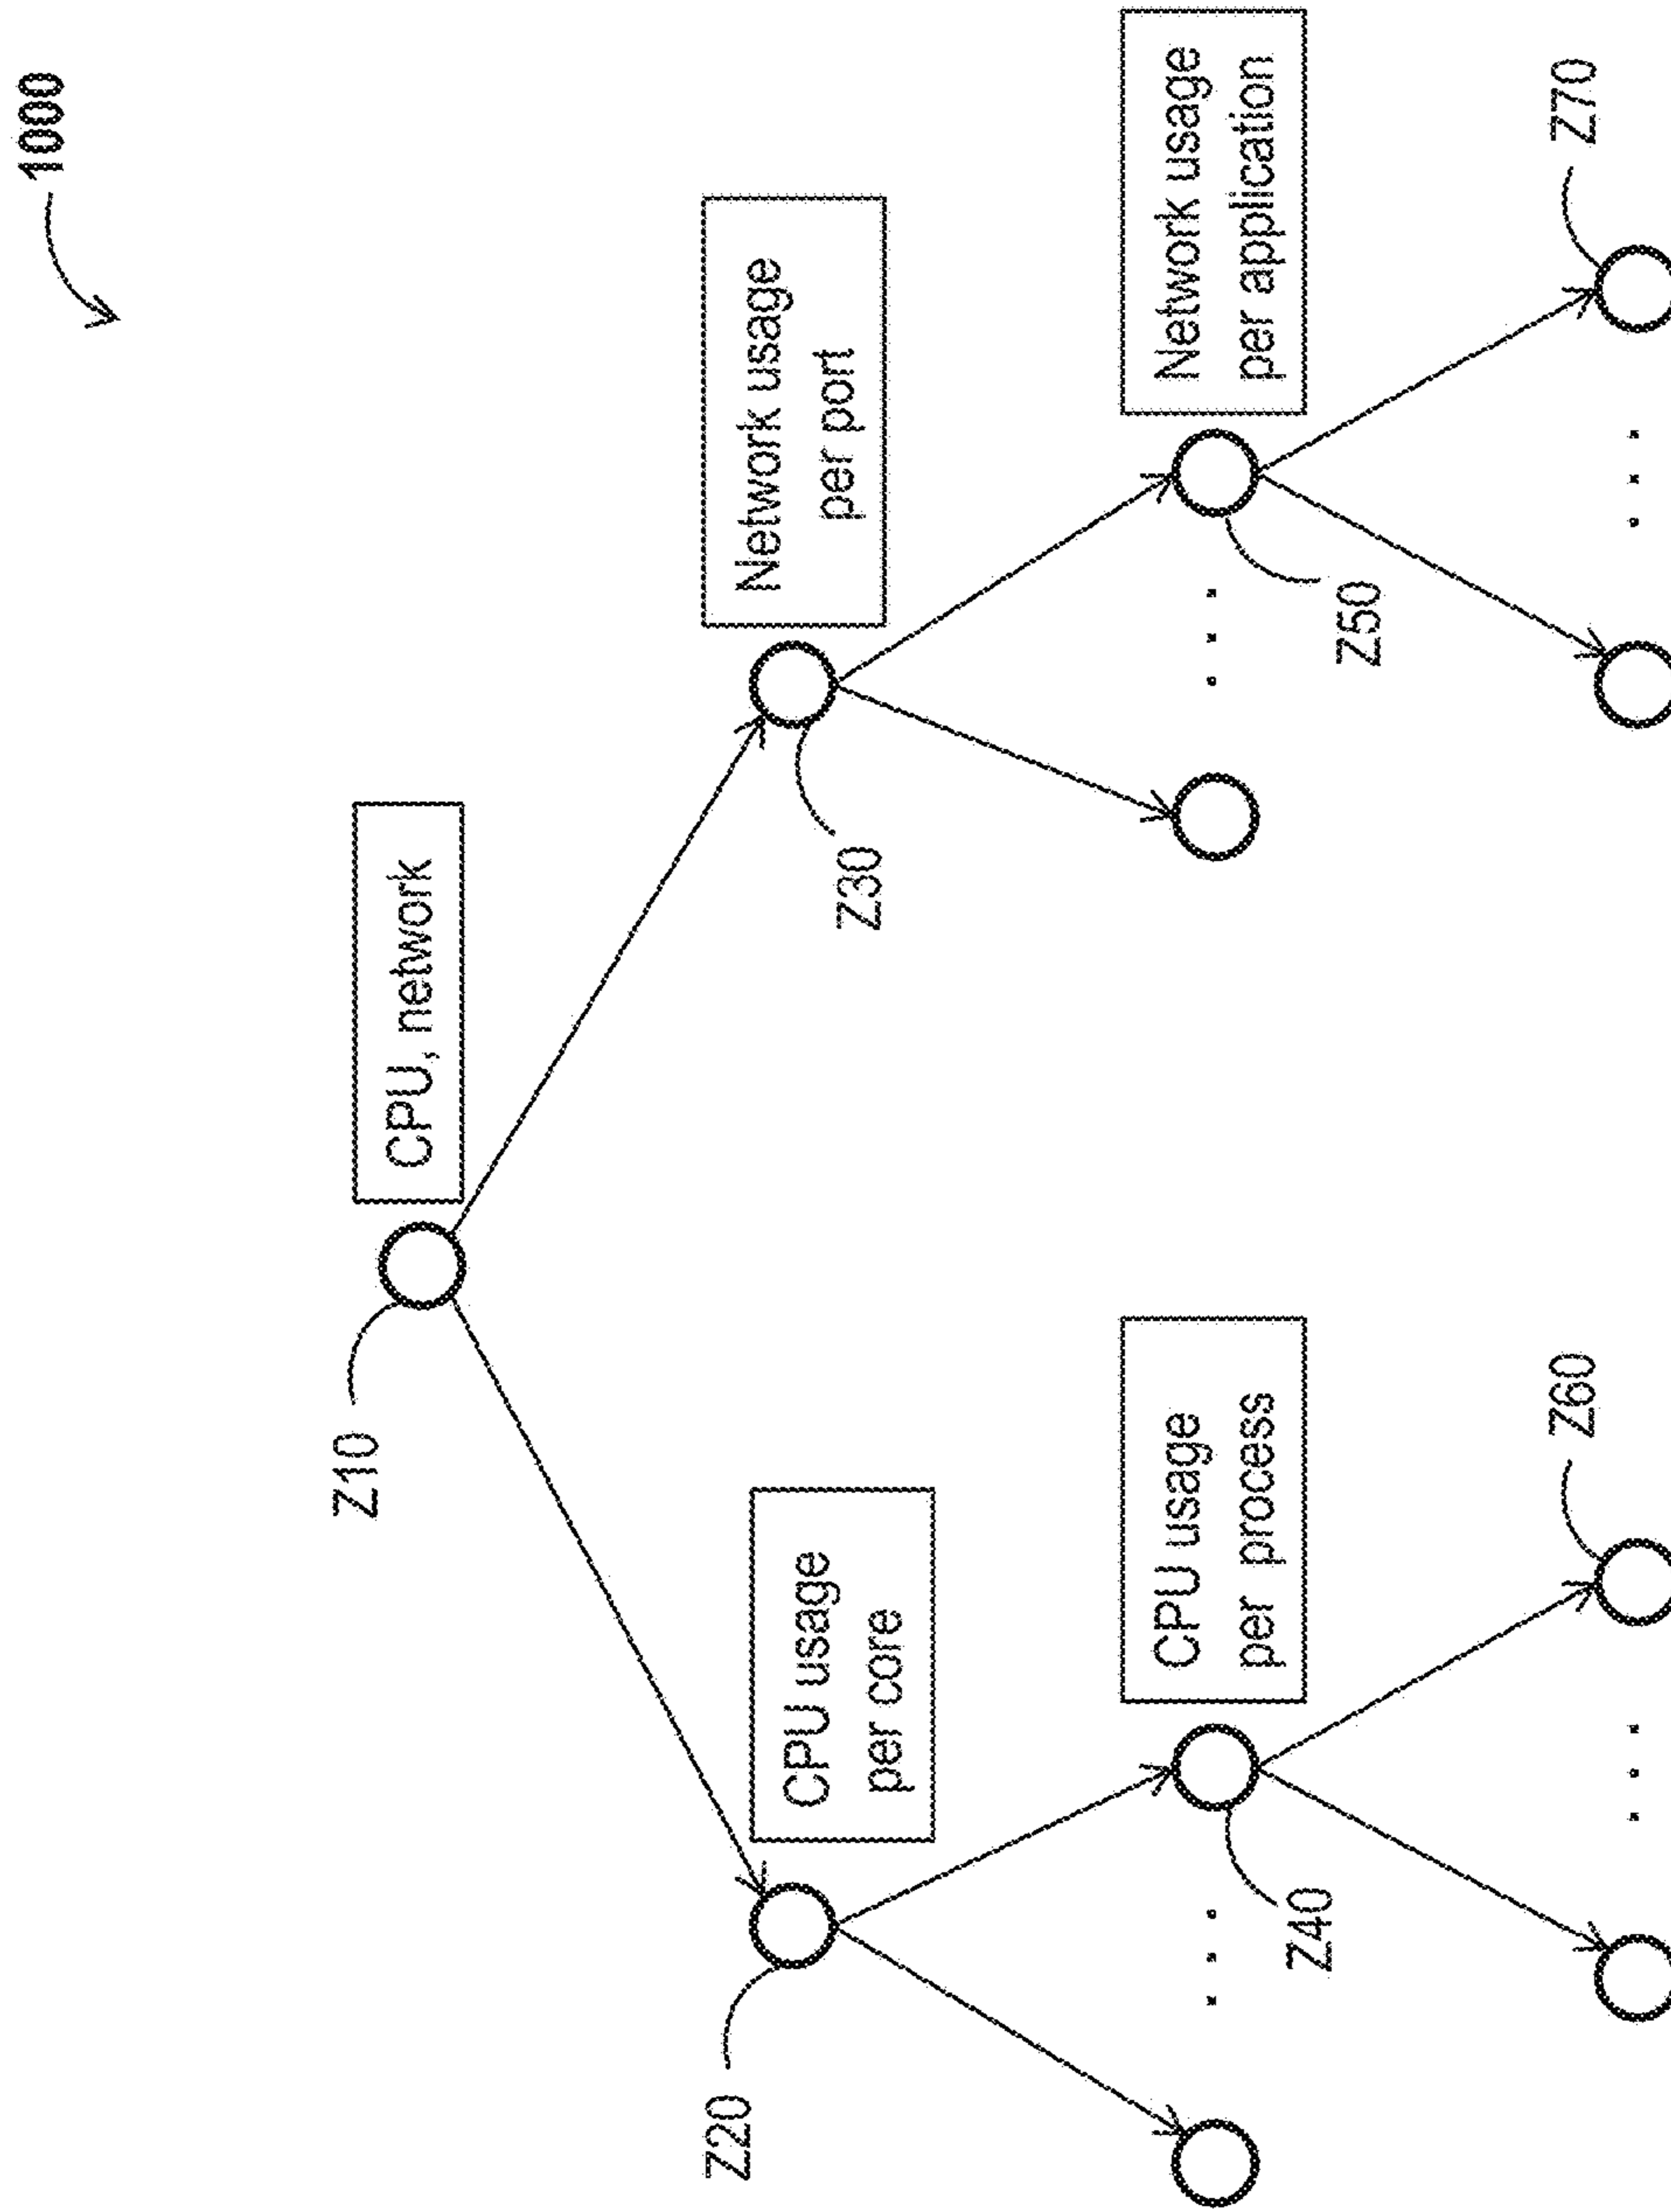 1000
Z10
CPU, network
Z20
CPU usage
per core
Z30
Network usage
per port
Z40
CPU usage
per process
Z50
Network usage
per application
Z60
Z70